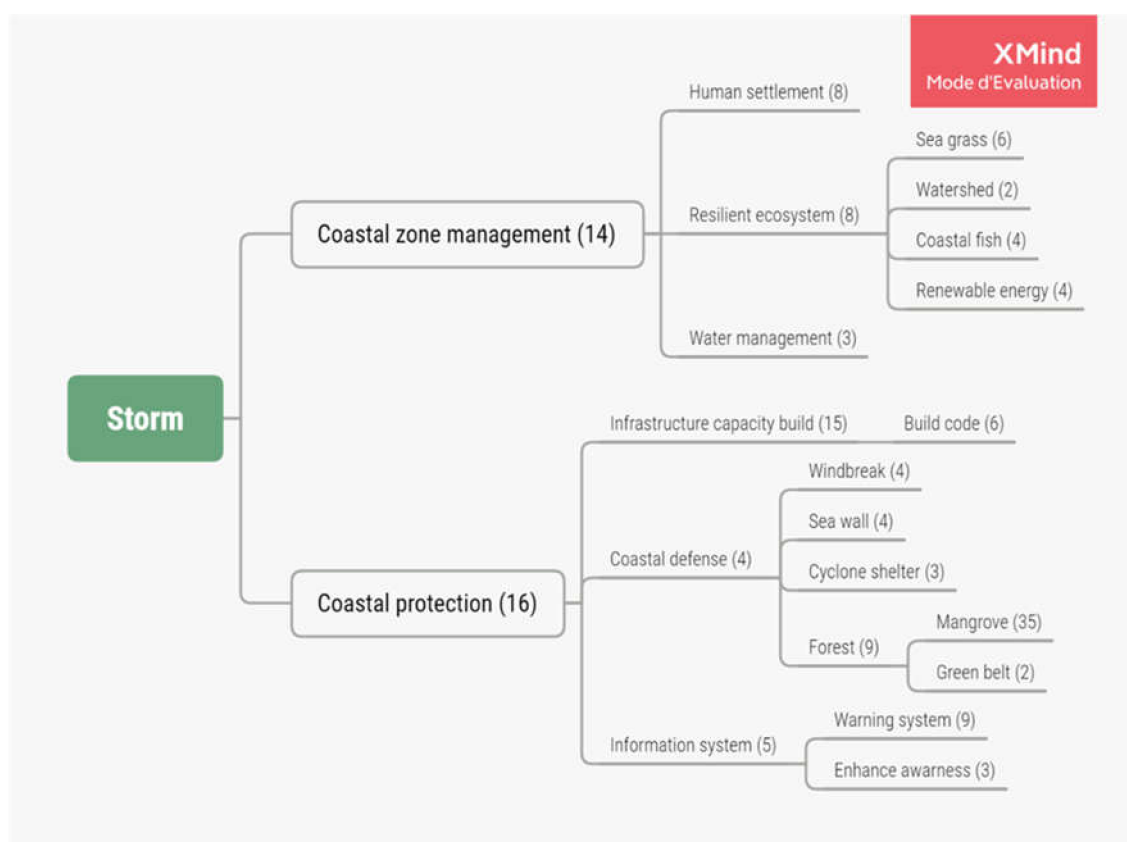 XMind
Mode d'Evaluation
Human settlement (8)
Sea grass (6)
Watershed (2)
Resilient ecosystem (8)
Coastal zone management (14)
Coastal fish (4)
Renewable energy (4)
Water management (3)
Storm
Infrastructure capacity build (15)
Build code (6)
Windbreak (4)
Sea wall (4)
Coastal defense (4)
Cyclone shelter (3)
Coastal protection (16)
Mangrove (35)
Forest (9)
Green belt (2)
Warning system (9)
Information system (5)
Enhance awarness (3)